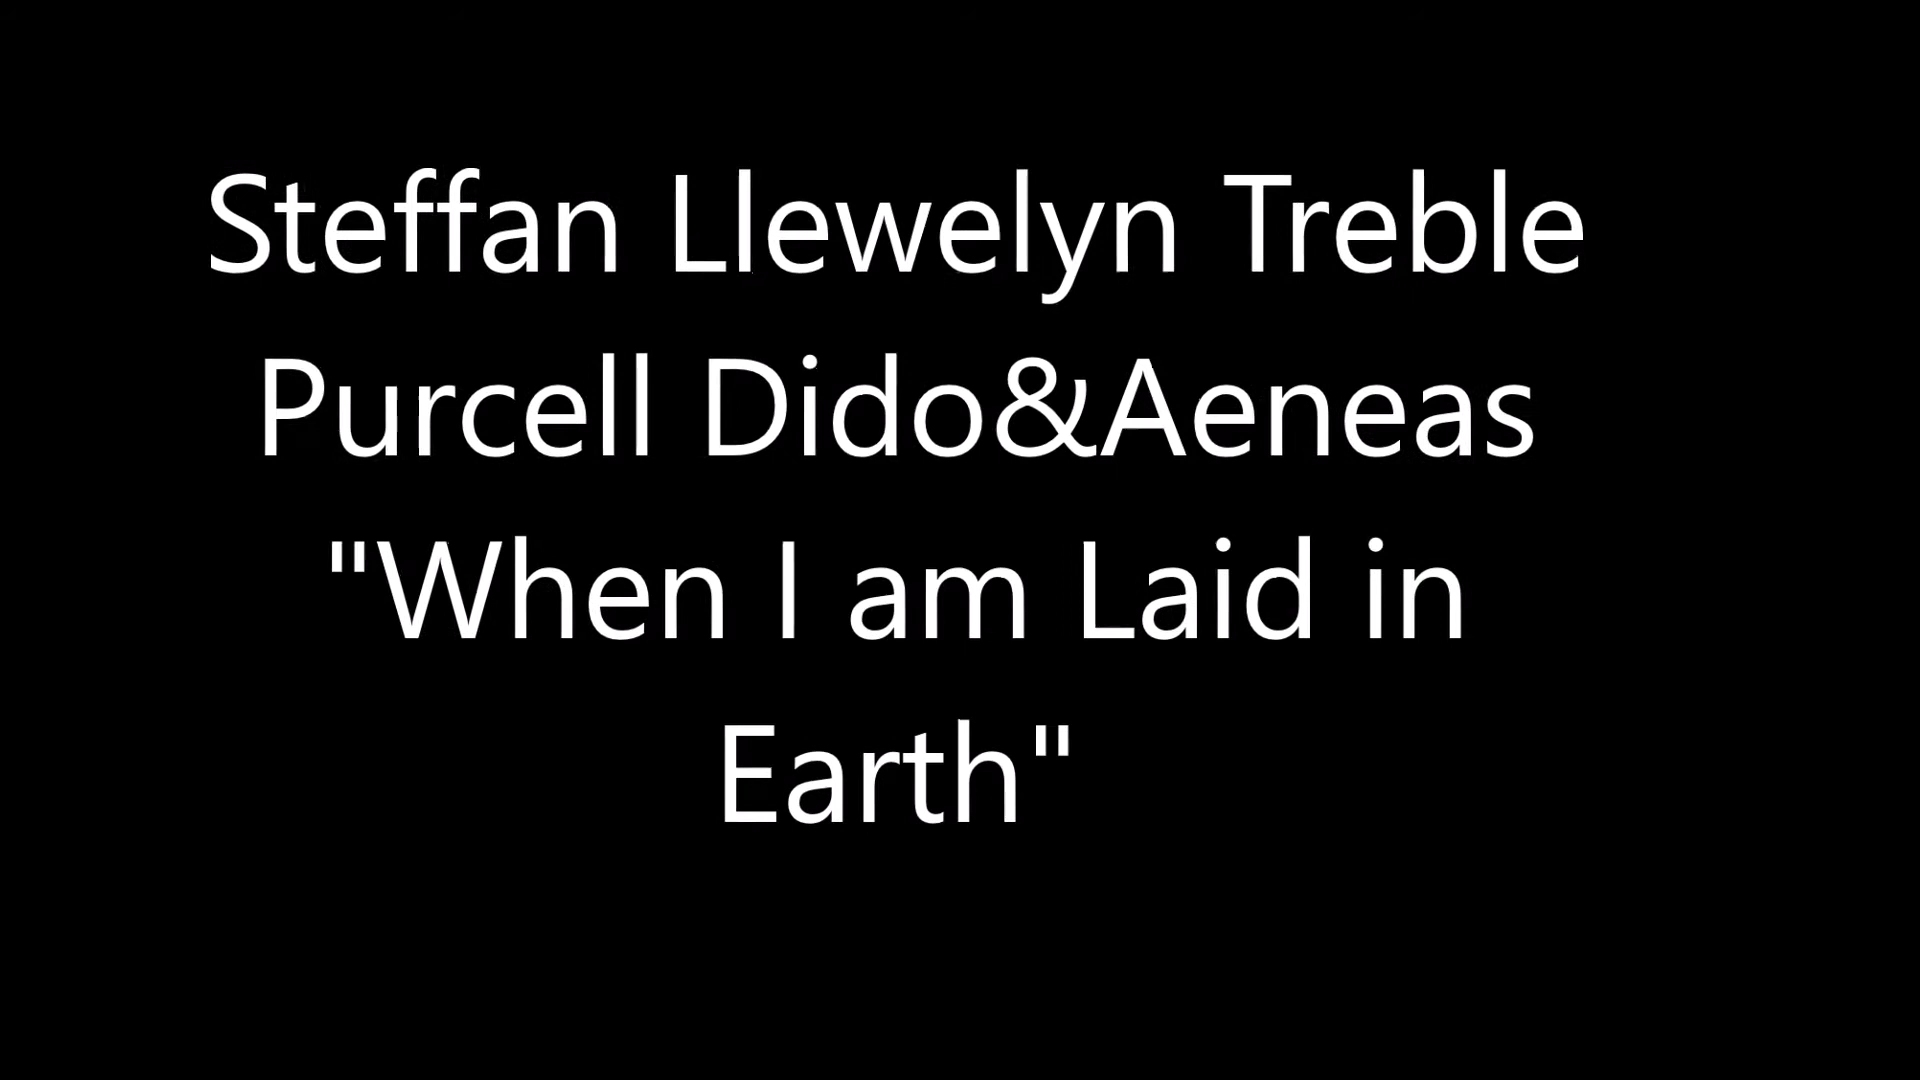 Steffan Llewelyn Treble
Purcell Dido&Aeneas
"When I am Laid in
Earth"